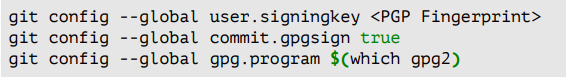 git config --global user.signingkey <PGP Fingerprint>
git config --global commit.gpgsign true
git config --global gpg.program $(which gpg2)